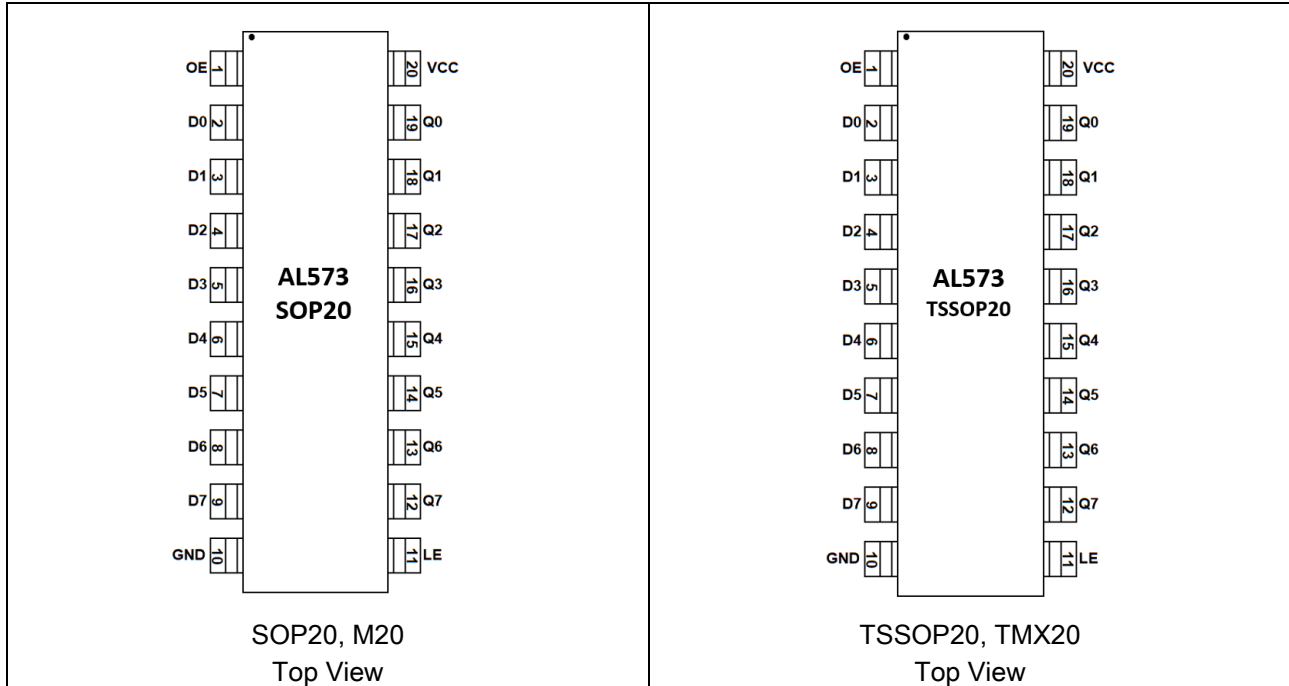 OE 1 20 VCC
D0 2 19 Q0
D1 3 18 Q1
D2 4 17 Q2
D3 5 16 Q3
AL573
SOP20
D4 6 15 Q4
D5 7 14 Q5
D6 8 13 Q6
D7 9 12 Q7
GND 10 11 LE
SOP20, M20
Top View
OE 1 20 VCC
D0 2 19 Q0
D1 3 18 Q1
D2 4 17 Q2
D3 5 16 Q3
AL573
TSSOP20
D4 6 15 Q4
D5 7 14 Q5
D6 8 13 Q6
D7 9 12 Q7
GND 10 11 LE
TSSOP20, TMX20
Top View